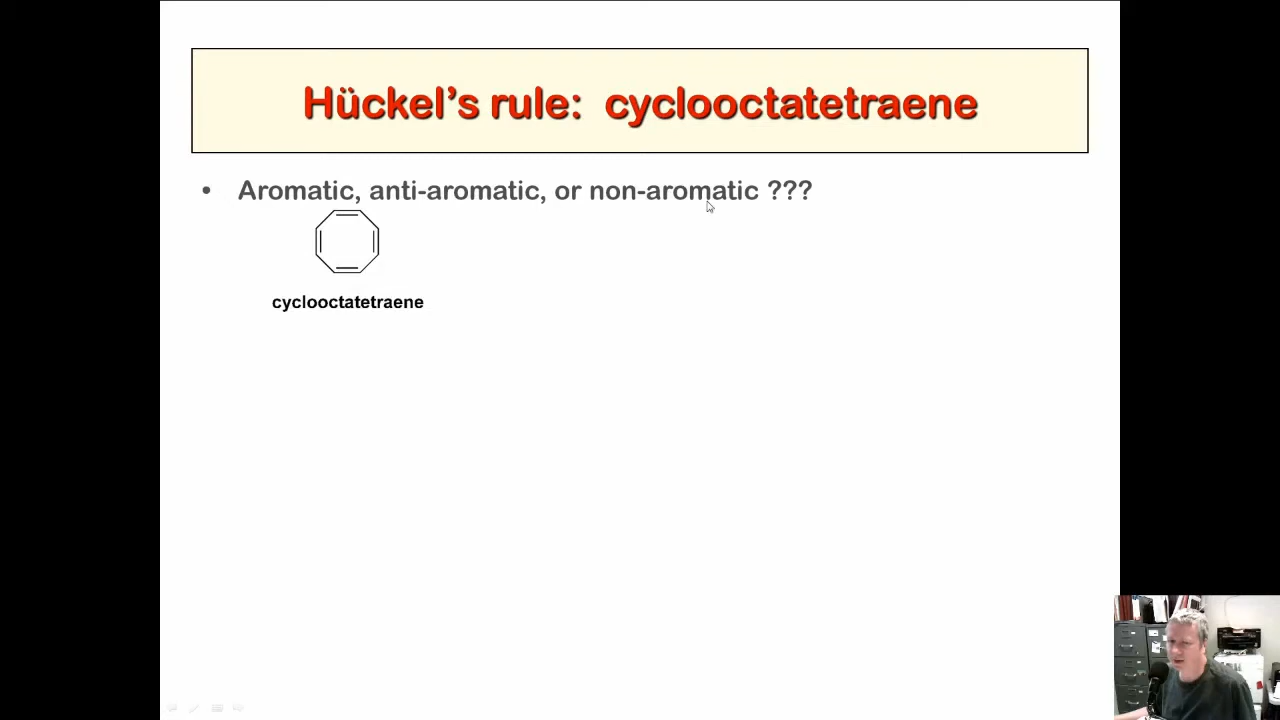 Hückel’s rule: cyclooctatetraene
• Aromatic, anti-aromatic, or non-aromatic ???
cyclooctatetraene